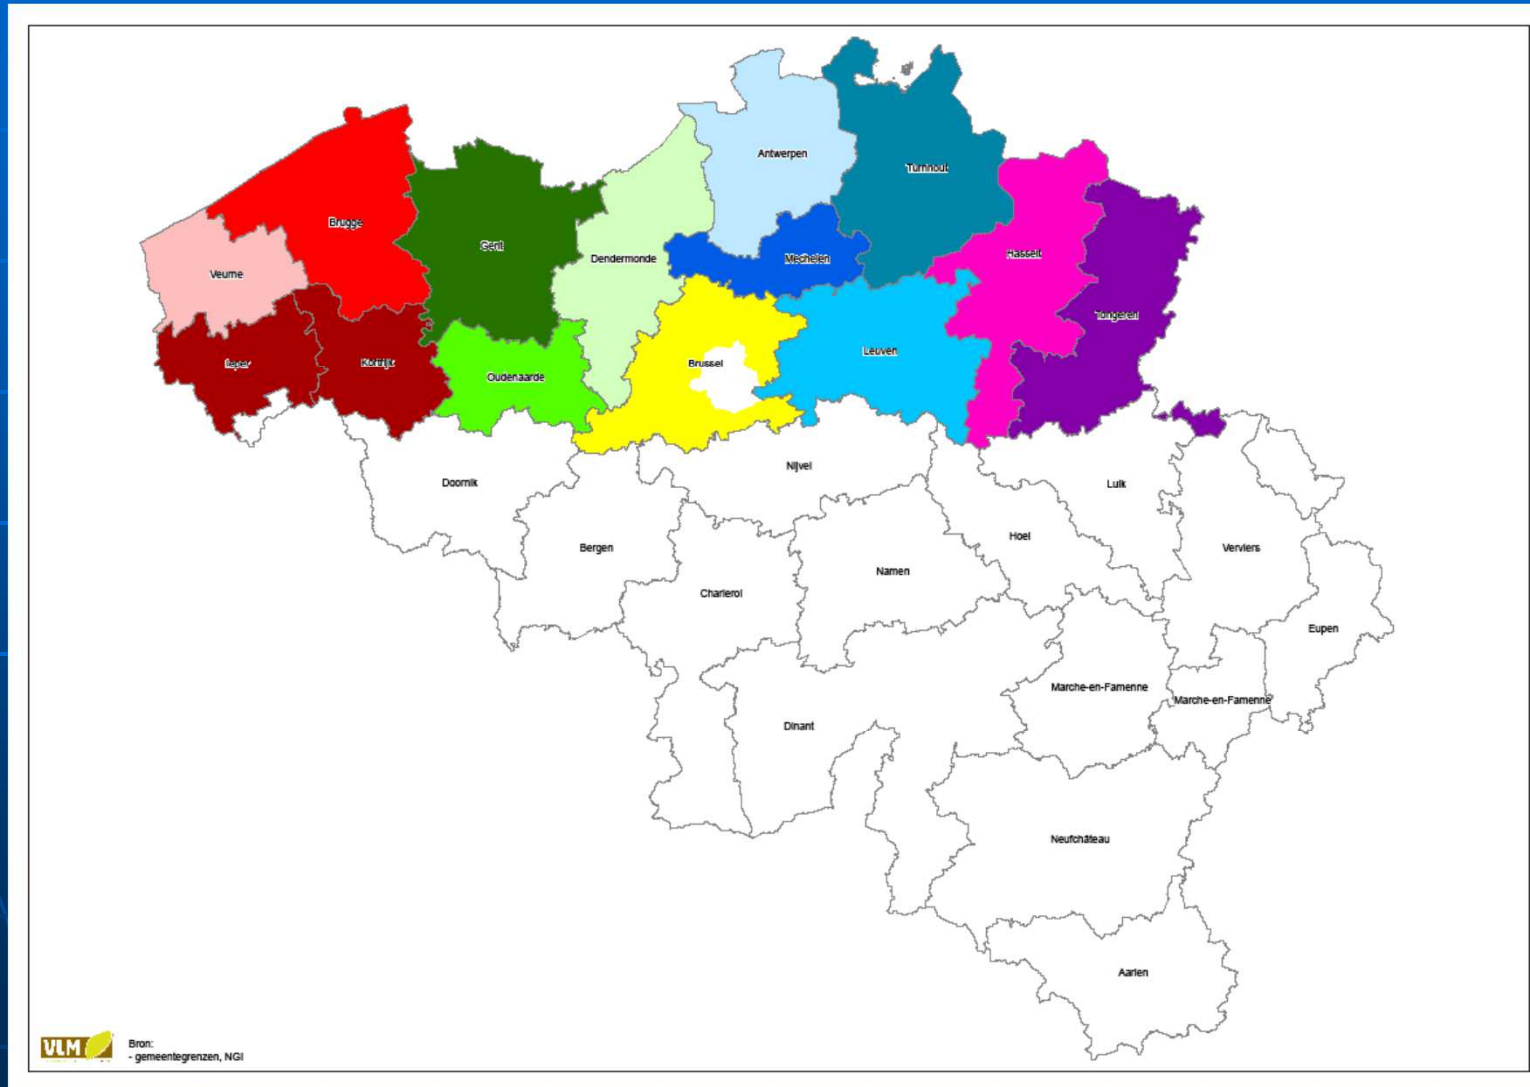 Antwerpen
Turnhout
Brugge
Gent
Dendermonde
Mechelen
Hasselt
Veurne
Tongeren
Ieper
Kortrijk
Oudenaarde
Brussel
Leuven
Doornik
Nijvel
Luik
Bergen
Hoei
Verviers
Charleroi
Namen
Eupen
Marche-en-Famenne
Marche-en-Famenne
Dinant
Neufchâteau
Aarlen
VLM
Bron:
- gemeentegrenzen, NGI